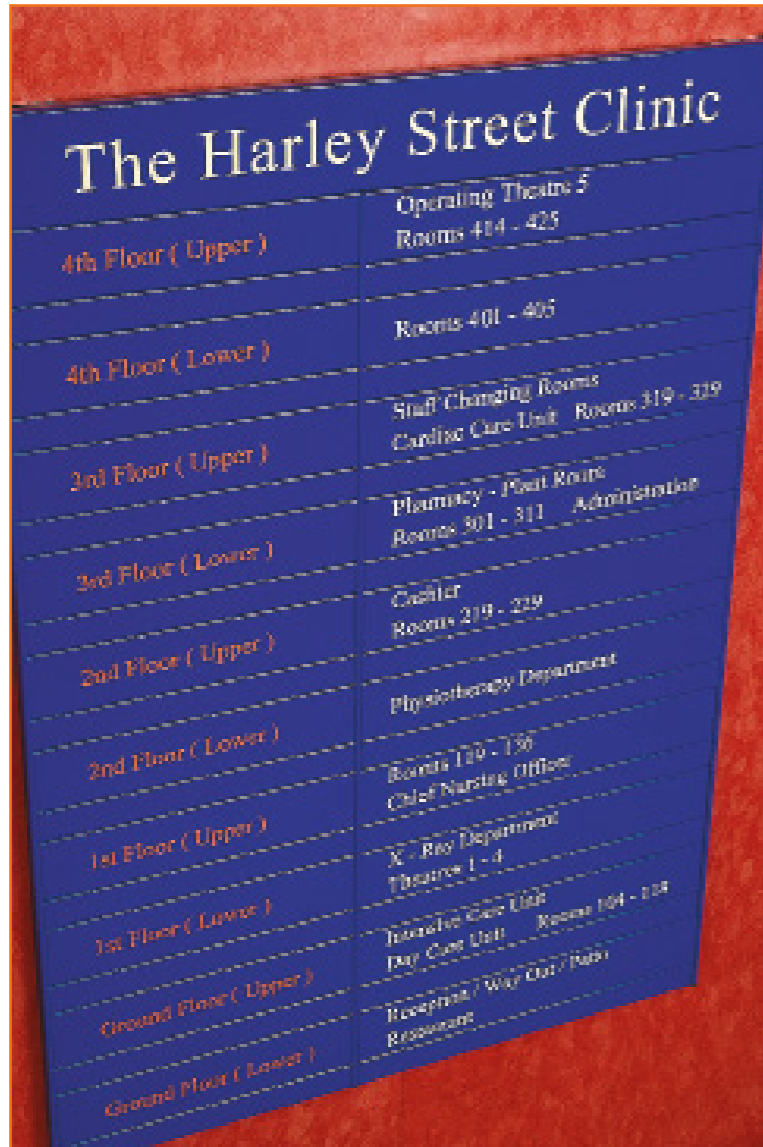 The Harley Street Clinic
4th Floor ( Upper )
Operating Theatre 5
Rooms 414 - 425
4th Floor ( Lower )
Rooms 401 - 405
3rd Floor ( Upper )
Staff Changing Rooms
Cardiac Care Unit Rooms 319 - 329
3rd Floor ( Lower )
Pharmacy - Plant Room
Rooms 301 - 311 Administration
2nd Floor ( Upper )
Cashier
Rooms 219 - 229
2nd Floor ( Lower )
Physiotherapy Department
1st Floor ( Upper )
Rooms 119 - 136
Chief Nursing Officer
1st Floor ( Lower )
X - Ray Department
Theatres 1 - 4
Ground Floor ( Upper )
Intensive Care Unit
Day Care Unit Rooms 104 - 118
Ground Floor ( Lower )
Reception / Way Out / Patio
Restaurant